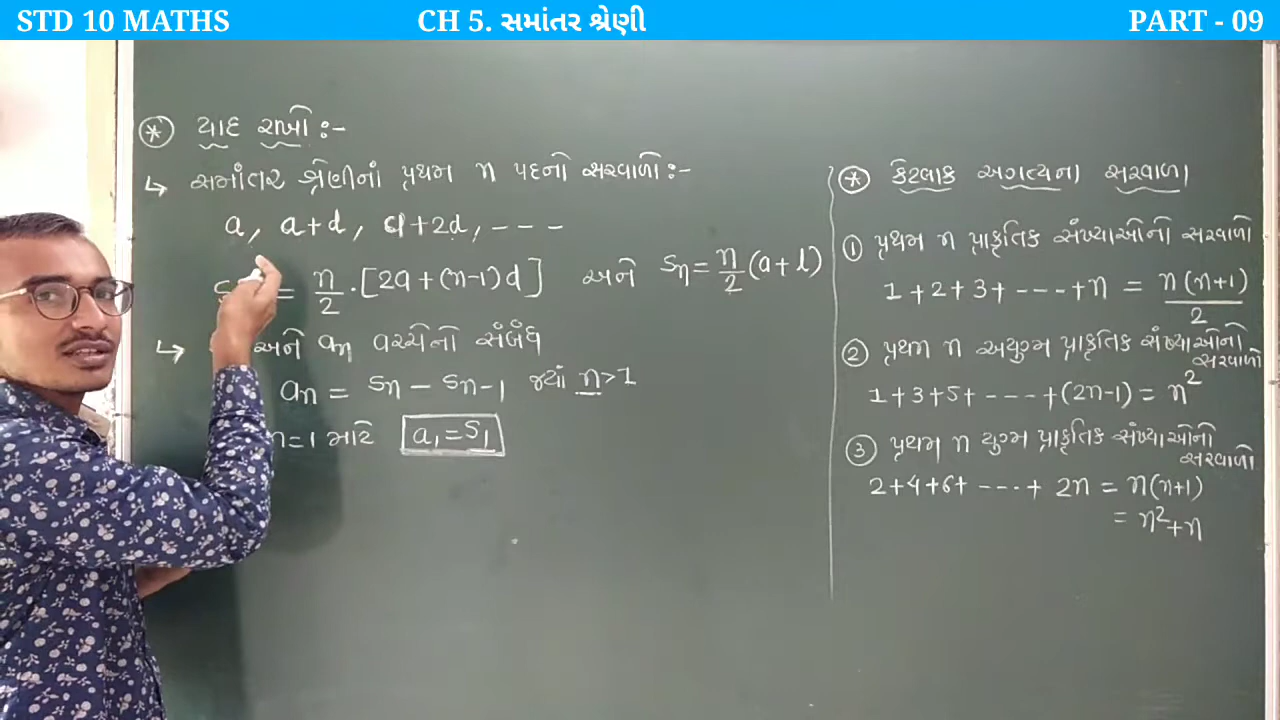 STD 10 MATHS CH 5. સમાંતર શ્રેણી PART - 09
* યાદ રાખો :-
↳ સમાંતર શ્રેણીનાં પ્રથમ n પદનો સરવાળો :-
a, a+d, a+2d, - - -
S = n/2 · [2a + (n-1)d] અને Sn = n/2 (a + l)
↳ અને an વચ્ચેનો સંબંધ
an = Sn - Sn-1 જ્યાં n > 1
n=1 માટે a1 = S1
* કેટલાક અગત્યના સરવાળા
① પ્રથમ n પ્રાકૃતિક સંખ્યાઓનો સરવાળો
1 + 2 + 3 + - - - - + n = n(n+1)/2
② પ્રથમ n અયુગ્મ પ્રાકૃતિક સંખ્યાઓનો
સરવાળો
1 + 3 + 5 + - - - - - + (2n-1) = n²
③ પ્રથમ n યુગ્મ પ્રાકૃતિક સંખ્યાઓની
સરવાળો
2+4+6+ - - - - + 2n = n(n+1)
= n² + n